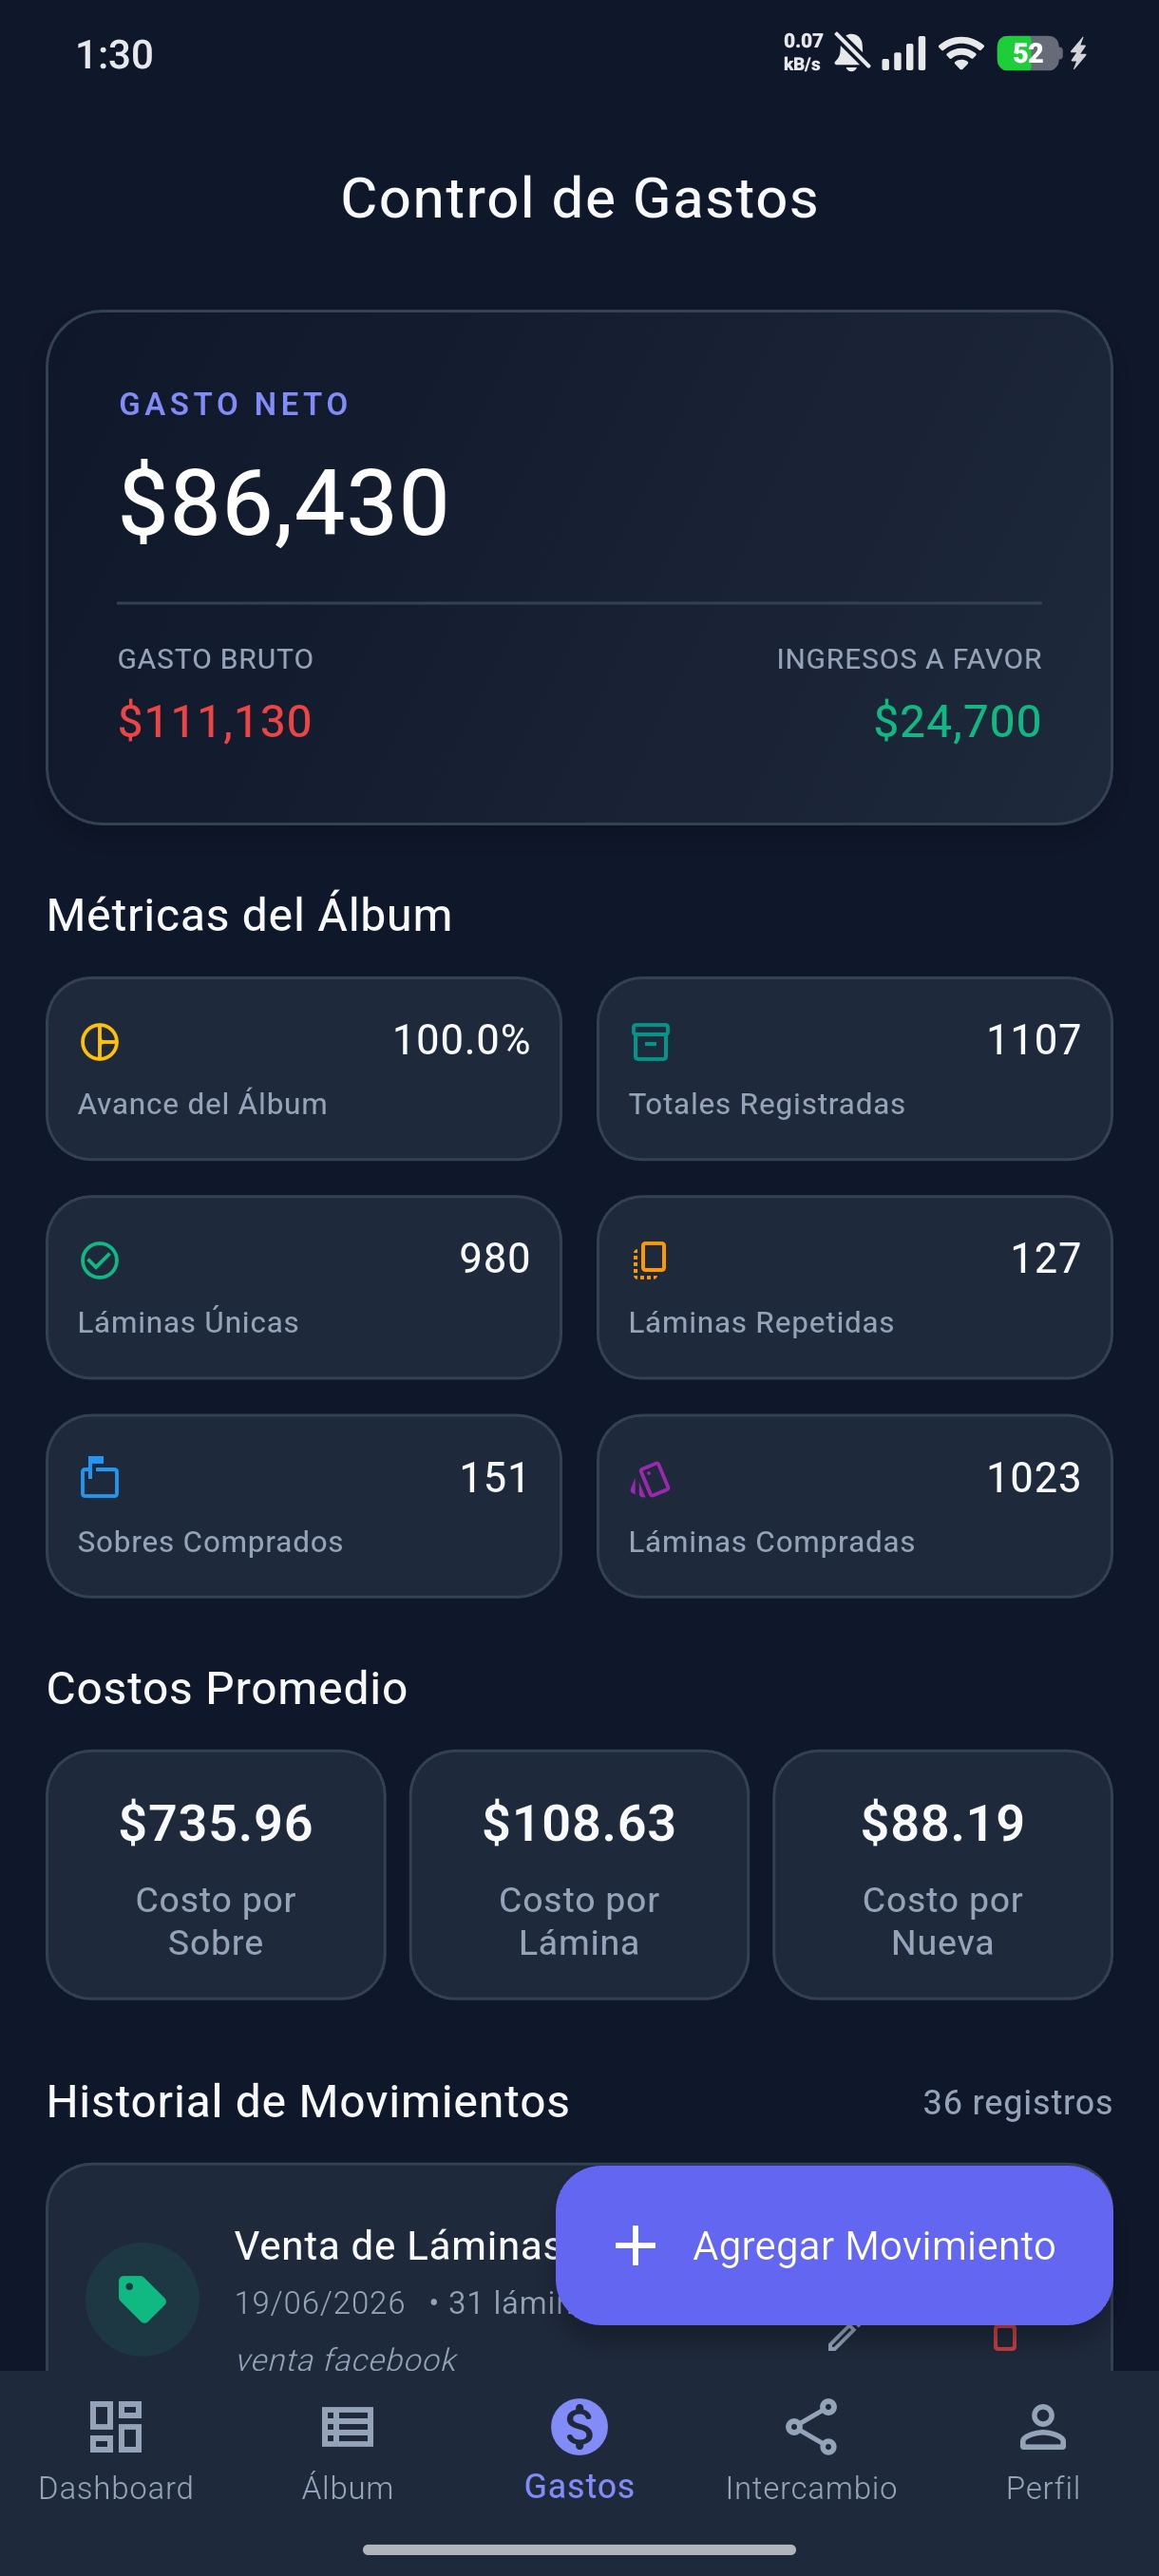 1:30
0.07
kB/s
52
Control de Gastos
GASTO NETO
$86,430
GASTO BRUTO
INGRESOS A FAVOR
$111,130
$24,700
Métricas del Álbum
100.0%
Avance del Álbum
1107
Totales Registradas
980
Láminas Únicas
127
Láminas Repetidas
151
Sobres Comprados
1023
Láminas Compradas
Costos Promedio
$735.96
Costo por
Sobre
$108.63
Costo por
Lámina
$88.19
Costo por
Nueva
Historial de Movimientos
36 registros
Venta de Láminas
19/06/2026 • 31
venta facebook
Agregar Movimiento
Dashboard
Álbum
Gastos
Intercambio
Perfil